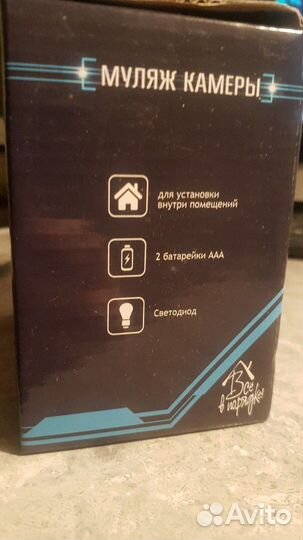 МУЛЯЖ КАМЕРЫ
для установки
внутри помещений
2 батарейки ААА
Светодиод
Всё
в порядке!
Avito